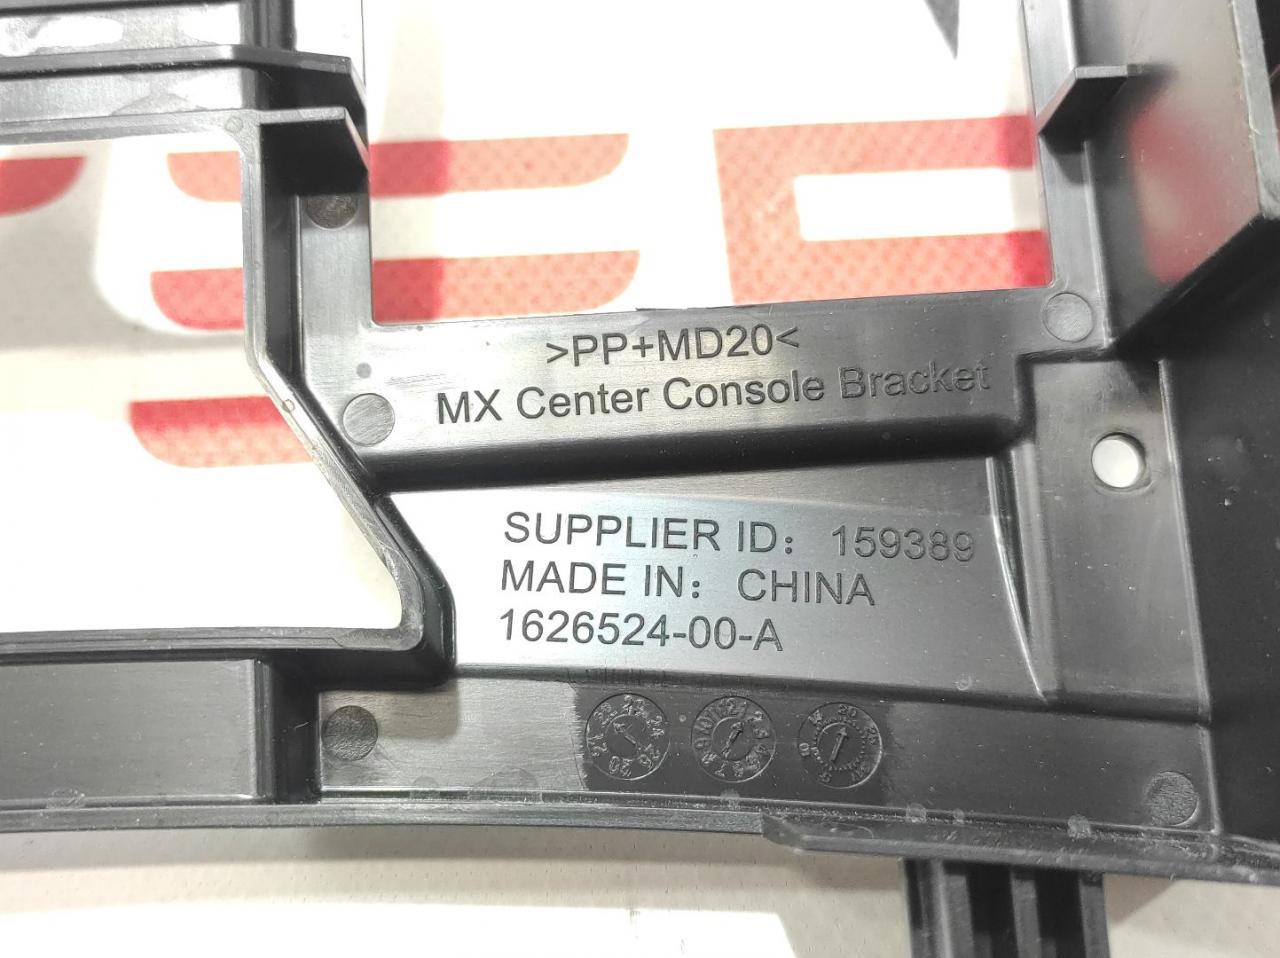 >PP+MD20<
MX Center Console Bracket
SUPPLIER ID： 159389
MADE IN： CHINA
1626524-00-A